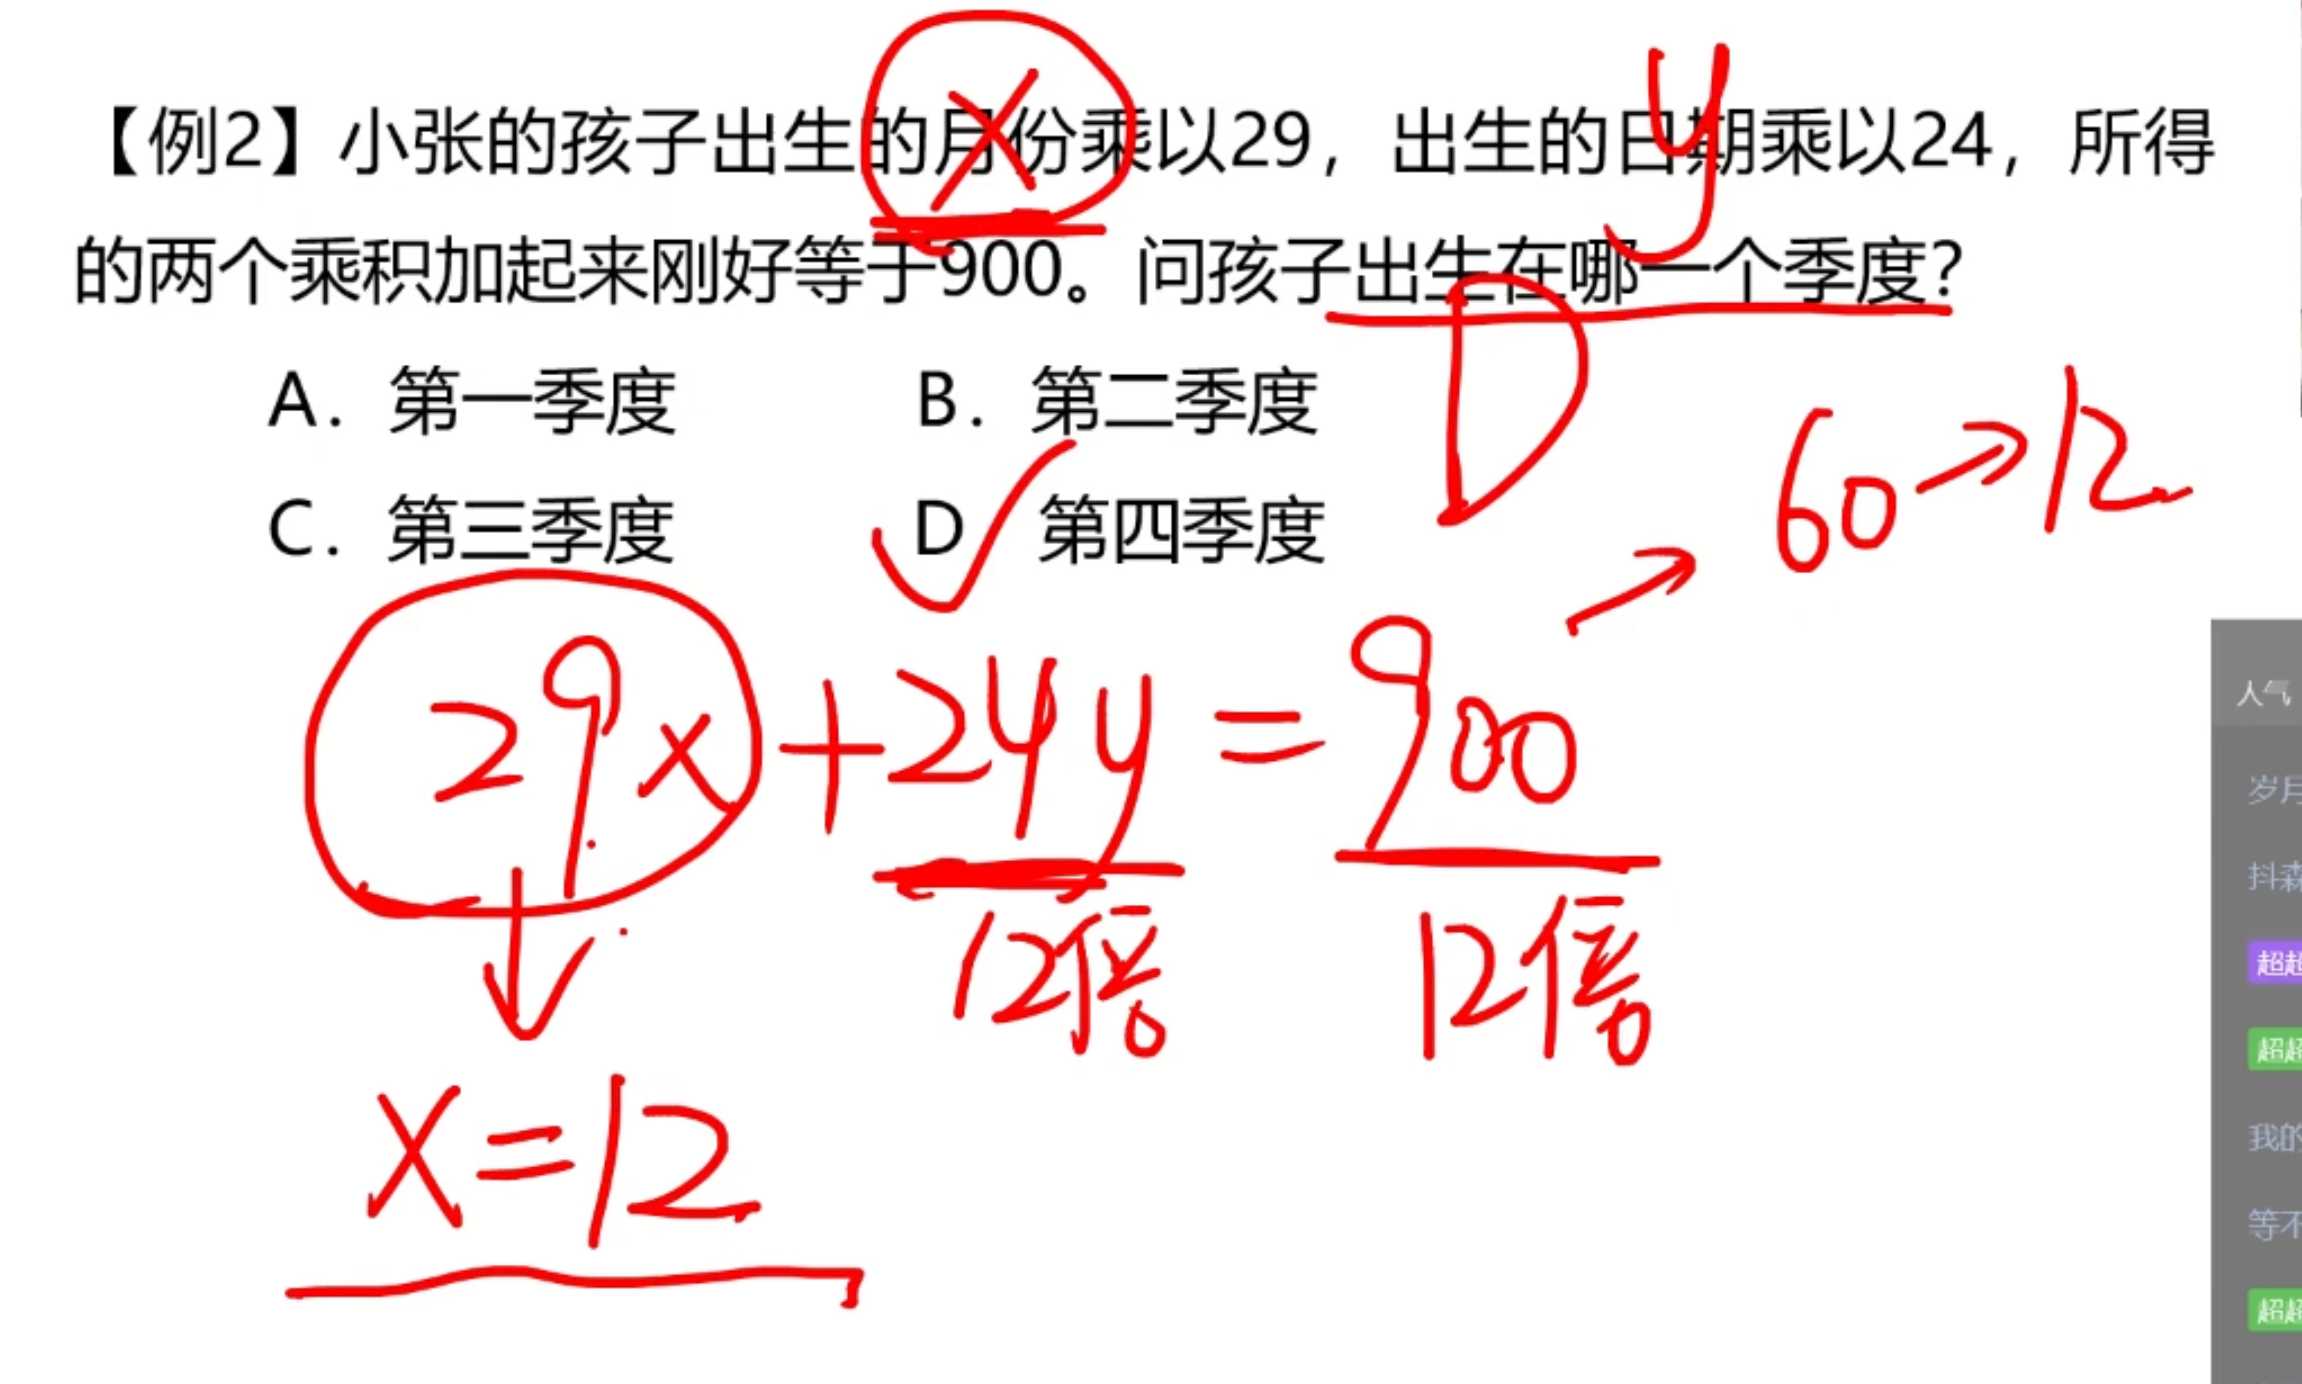 【例2】小张的孩子出生的月份乘以29，出生的日期乘以24，所得
x
y
的两个乘积加起来刚好等于900。问孩子出生在哪一个季度？
A. 第一季度 B. 第二季度
D
60→12
C. 第三季度 D 第四季度
29x+24y=900
12倍 12倍
x=12
人气
岁月
抖森
超超
超超
我的
等不
超超